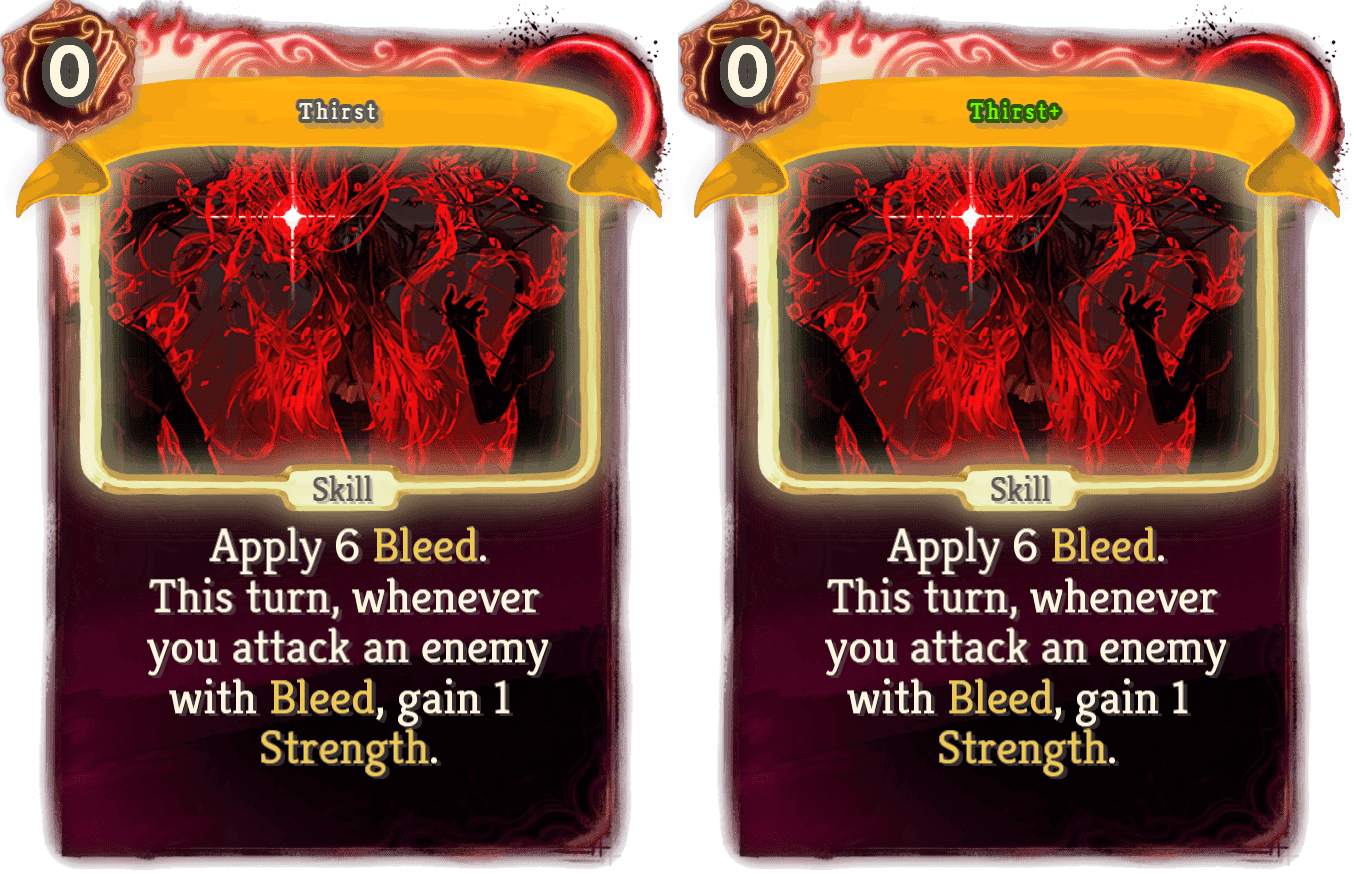 0
Thirst
Skill
Apply 6 Bleed.
This turn, whenever
you attack an enemy
with Bleed, gain 1
Strength.
0
Thirst+
Skill
Apply 6 Bleed.
This turn, whenever
you attack an enemy
with Bleed, gain 1
Strength.